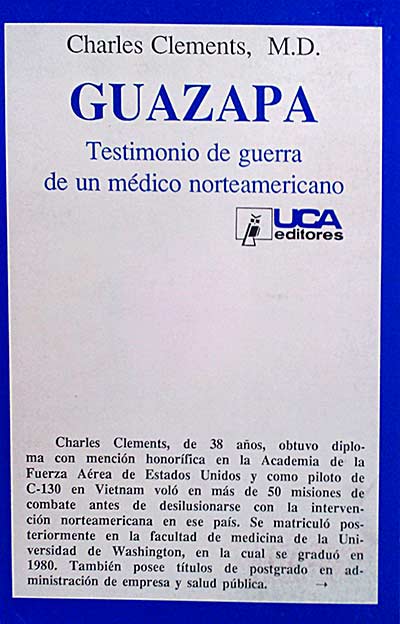 Charles Clements, M.D.
GUAZAPA
Testimonio de guerra
de un médico norteamericano
UCA
editores
Charles Clements, de 38 años, obtuvo diplo-
ma con mención honorífica en la Academia de la
Fuerza Aérea de Estados Unidos y como piloto de
C-130 en Vietnam voló en más de 50 misiones de
combate antes de desilusionarse con la interven-
ción norteamericana en ese país. Se matriculó pos-
teriormente en la facultad de medicina de la Uni-
versidad de Washington, en la cual se graduó en
1980. También posee títulos de postgrado en ad-
ministración de empresa y salud pública. →